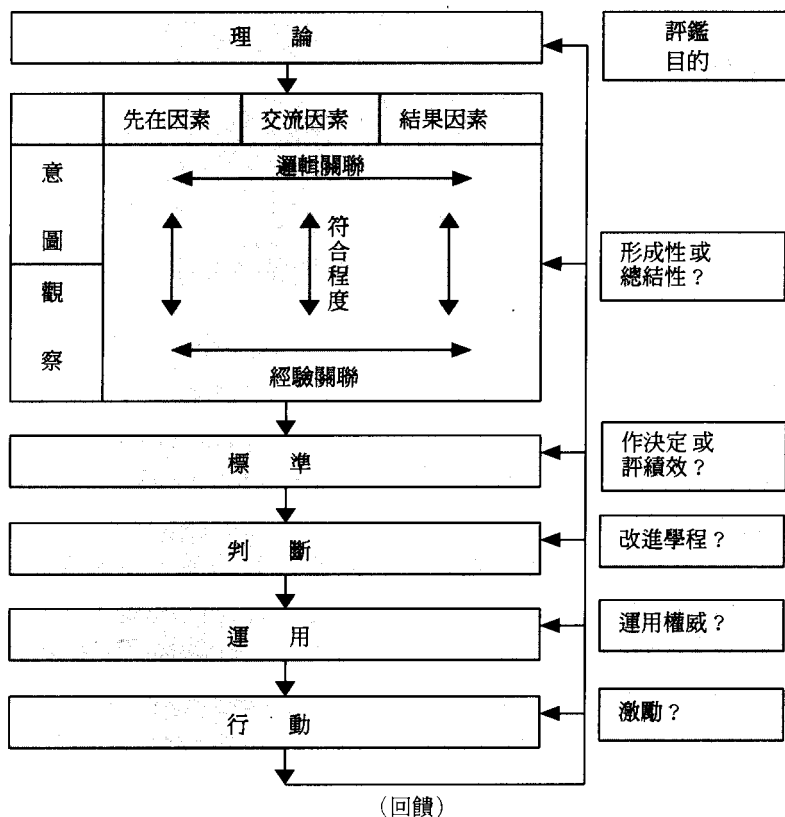 理 論
評鑑
目的
先在因素 交流因素 結果因素
意
圖
觀
察
邏輯關聯
符
合
程
度
經驗關聯
形成性或
總結性？
標 準
作決定或
評績效？
判 斷
改進學程？
運 用
運用權威？
行 動
激勵？
(回饋)